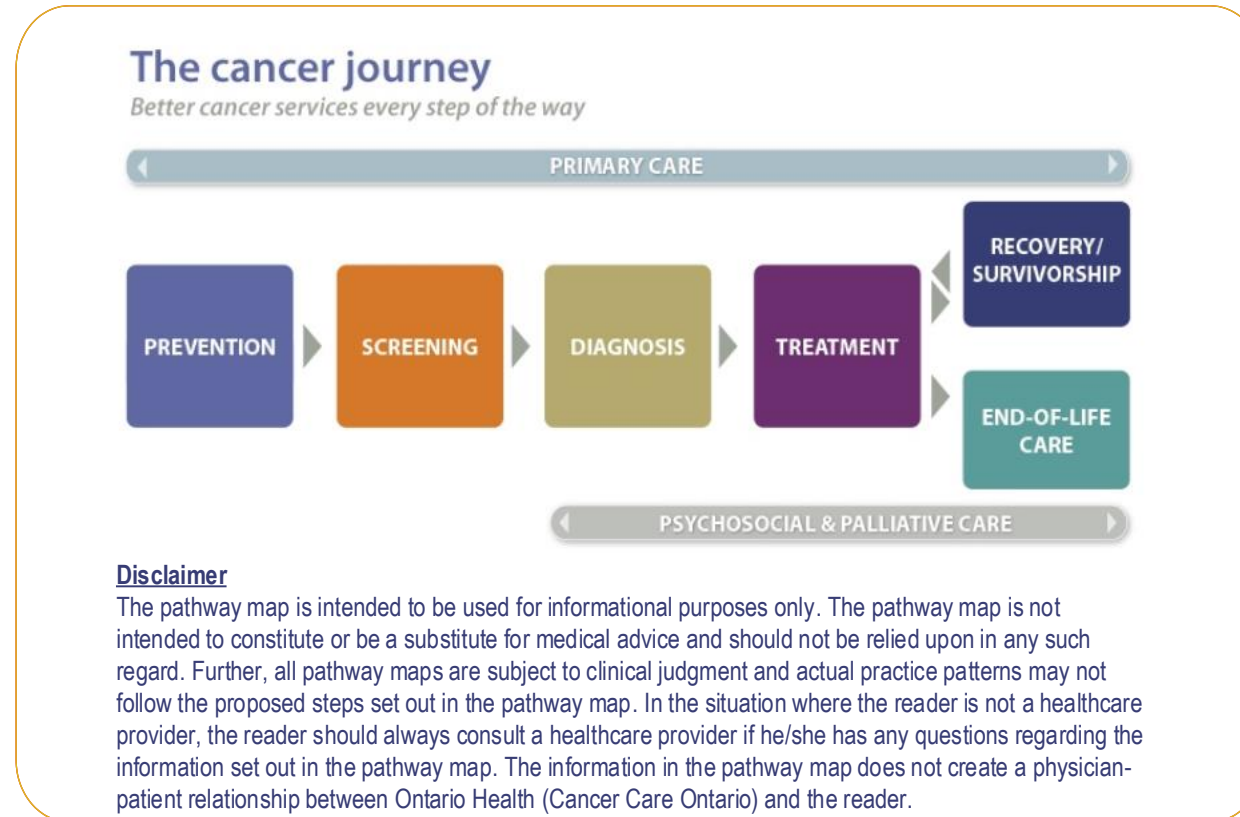 The cancer journey
Better cancer services every step of the way
PRIMARY CARE
PREVENTION
SCREENING
DIAGNOSIS
TREATMENT
RECOVERY/
SURVIVORSHIP
END-OF-LIFE
CARE
PSYCHOSOCIAL & PALLIATIVE CARE
Disclaimer
The pathway map is intended to be used for informational purposes only. The pathway map is not
intended to constitute or be a substitute for medical advice and should not be relied upon in any such
regard. Further, all pathway maps are subject to clinical judgment and actual practice patterns may not
follow the proposed steps set out in the pathway map. In the situation where the reader is not a healthcare
provider, the reader should always consult a healthcare provider if he/she has any questions regarding the
information set out in the pathway map. The information in the pathway map does not create a physician-
patient relationship between Ontario Health (Cancer Care Ontario) and the reader.